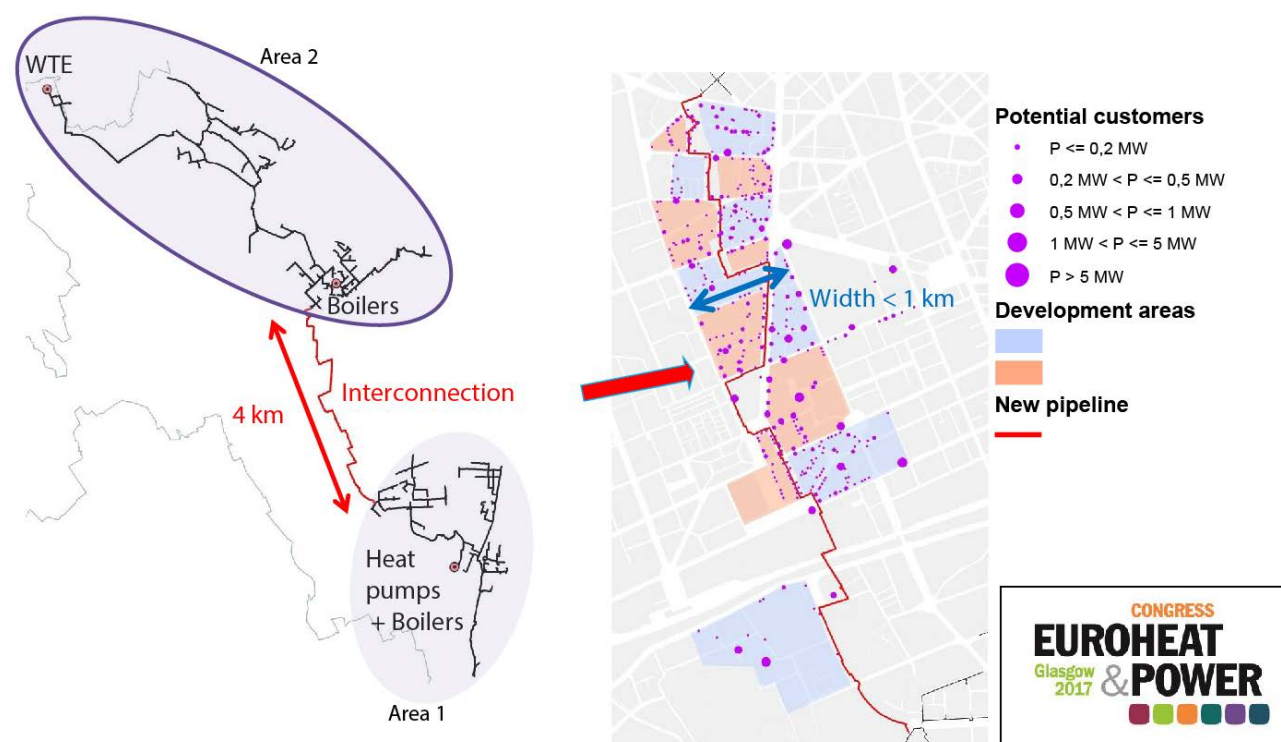 Area 2
WTE
Boilers
Interconnection
4 km
Heat
pumps
+ Boilers
Area 1
Width < 1 km
Potential customers
P <= 0,2 MW
0,2 MW < P <= 0,5 MW
0,5 MW < P <= 1 MW
1 MW < P <= 5 MW
P > 5 MW
Development areas
New pipeline
CONGRESS
EUROHEAT
Glasgow
2017
&POWER